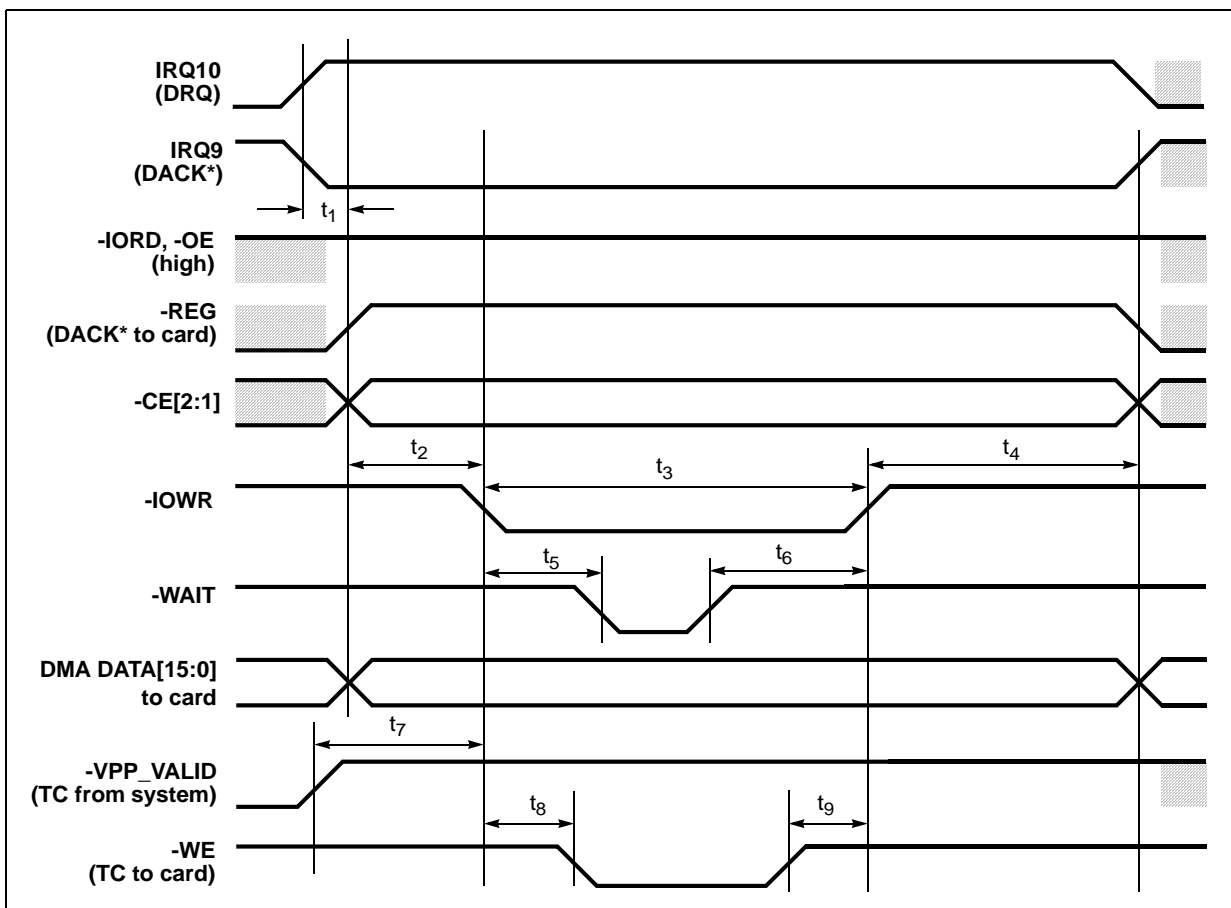 IRQ10
(DRQ)
IRQ9
(DACK*)
t1
-IORD, -OE
(high)
-REG
(DACK* to card)
-CE[2:1]
t2
t3
t4
-IOWR
t5
t6
-WAIT
DMA DATA[15:0]
to card
t7
-VPP_VALID
(TC from system)
t8
t9
-WE
(TC to card)